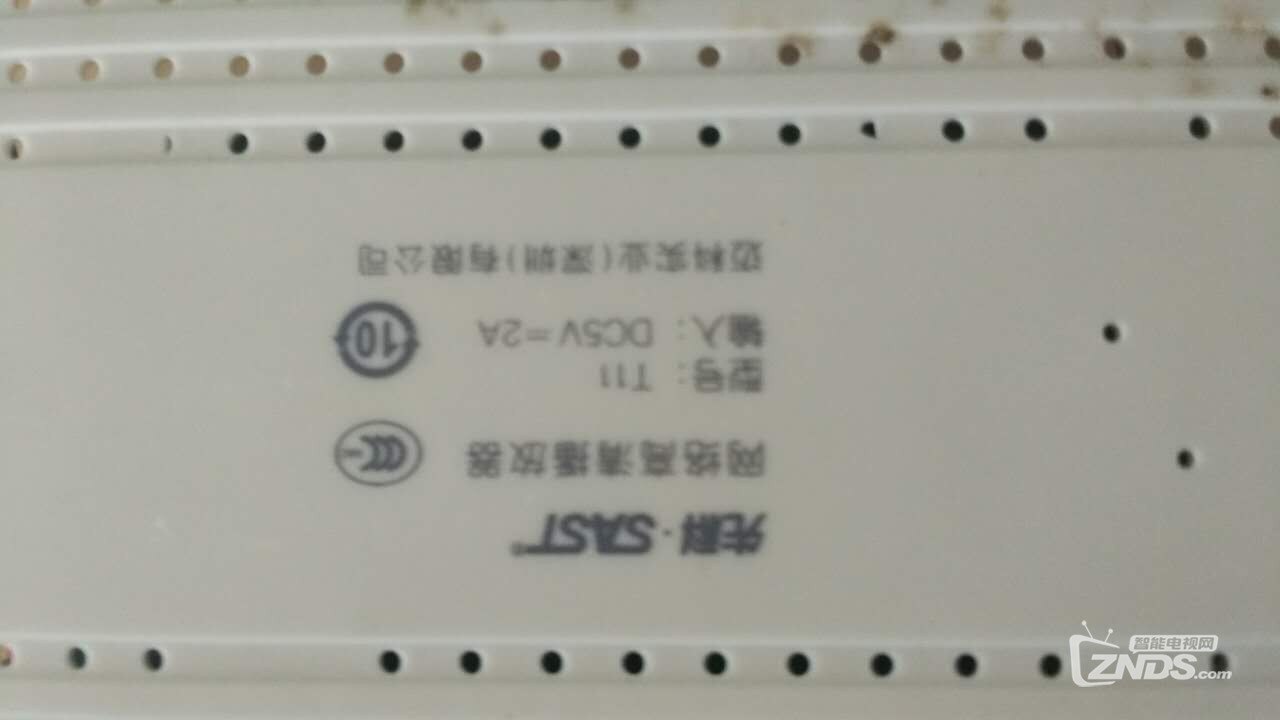 先科·SAST®
网络高清播放器
型号: T11
输入: DC5V=2A
10
迈科实业(深圳)有限公司
智能电视网
ZNDS.com